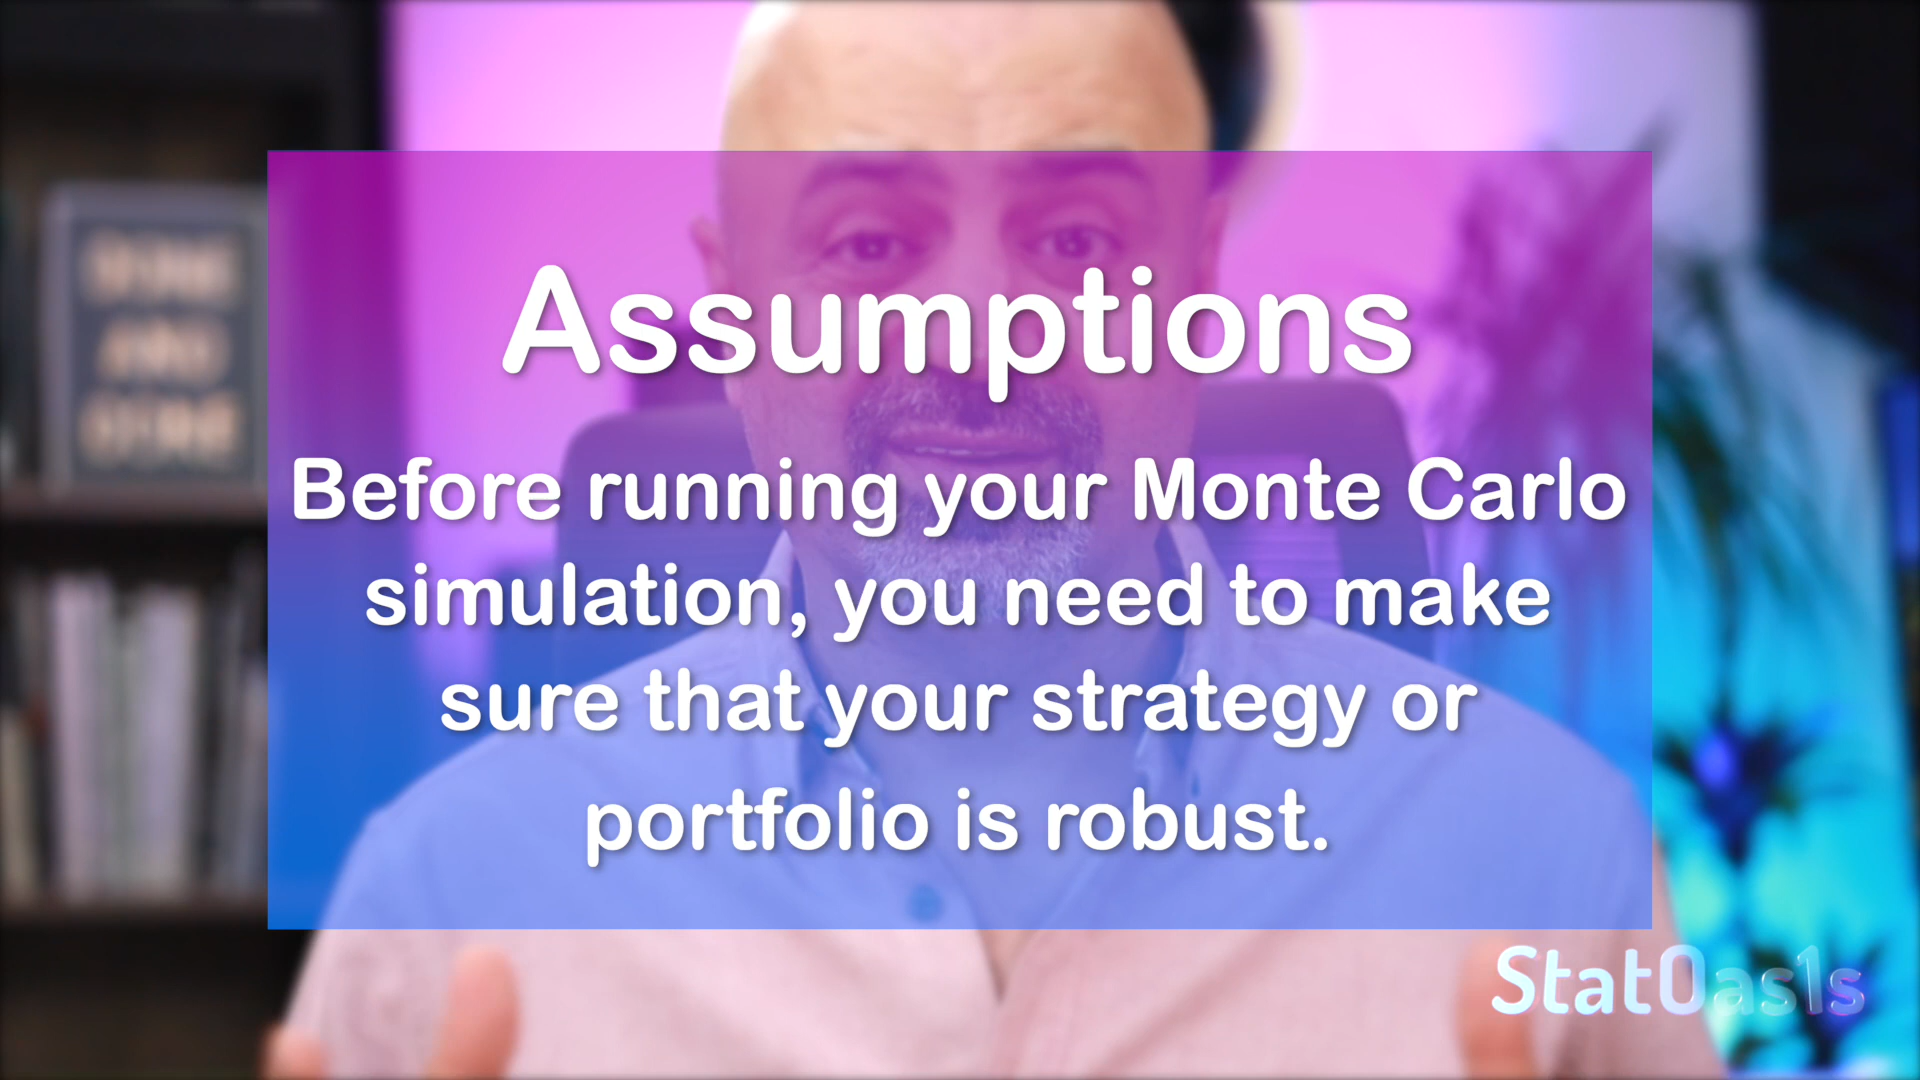 Assumptions
Before running your Monte Carlo
simulation, you need to make
sure that your strategy or
portfolio is robust.
StatOas1s